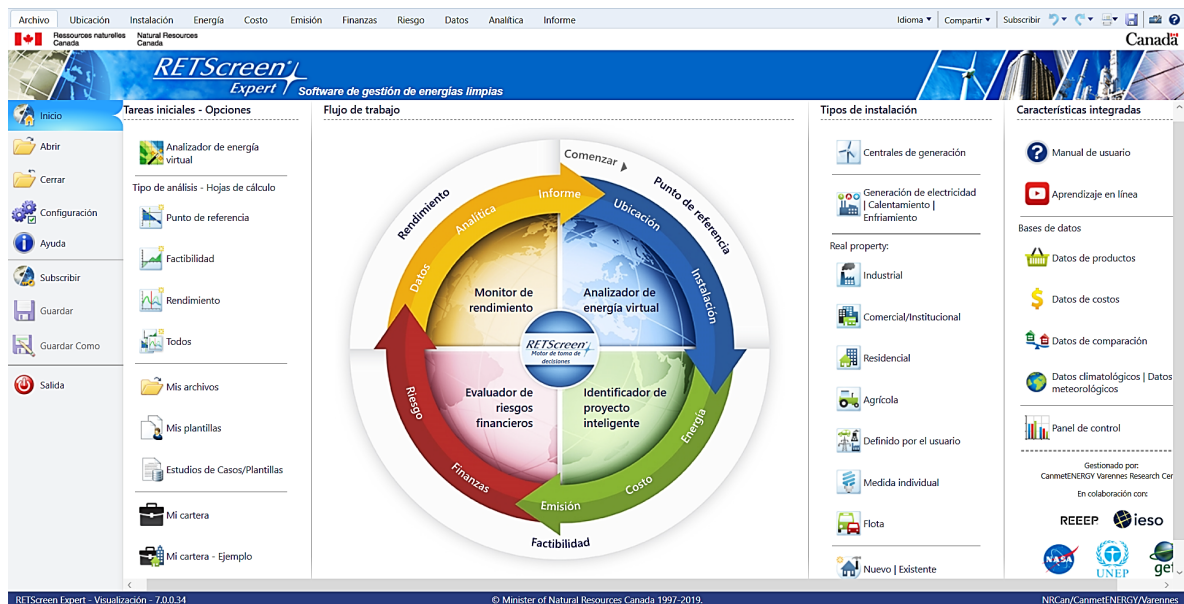 Archivo Ubicación Instalación Energía Costo Emisión Finanzas Riesgo Datos Analítica Informe Idioma Compartir Subscribir
Ressources naturelles Natural Resources
Canada Canada
Canada
RETScreen
Expert Software de gestión de energías limpias
Inicio
Abrir
Cerrar
Configuración
Ayuda
Subscribir
Guardar
Guardar Como
Salida
Tareas iniciales - Opciones
Analizador de energía
virtual
Tipo de análisis - Hojas de cálculo
Punto de referencia
Factibilidad
Rendimiento
Todos
Mis archivos
Mis plantillas
Estudios de Casos/Plantillas
Mi cartera
Mi cartera - Ejemplo
Flujo de trabajo
Comenzar
Punto de referencia
Rendimiento
Factibilidad
Ubicación
Instalación
Energía
Costo
Emisión
Finanzas
Riesgo
Datos
Analítica
Informe
Monitor de
rendimiento
Analizador de
energía virtual
RETScreen
Motor de toma de
decisiones
Evaluador de
riesgos
financieros
Identificador de
proyecto
inteligente
Tipos de instalación
Centrales de generación
Generación de electricidad
| Calentamiento |
Enfriamiento
Real property:
Industrial
Comercial/Institucional
Residencial
Agrícola
Definido por el usuario
Medida individual
Flota
Nuevo | Existente
Características integradas
Manual de usuario
Aprendizaje en línea
Bases de datos
Datos de productos
Datos de costos
Datos de comparación
Datos climatológicos | Datos
meteorológicos
Panel de control
Gestionado por:
CanmetENERGY Varennes Research Cer
En colaboración con:
REEEP ieso
NASA UNEP gef
RETScreen Expert - Visualización - 7.0.0.34 © Minister of Natural Resources Canada 1997-2019. NRCan/CanmetENERGY/Varennes